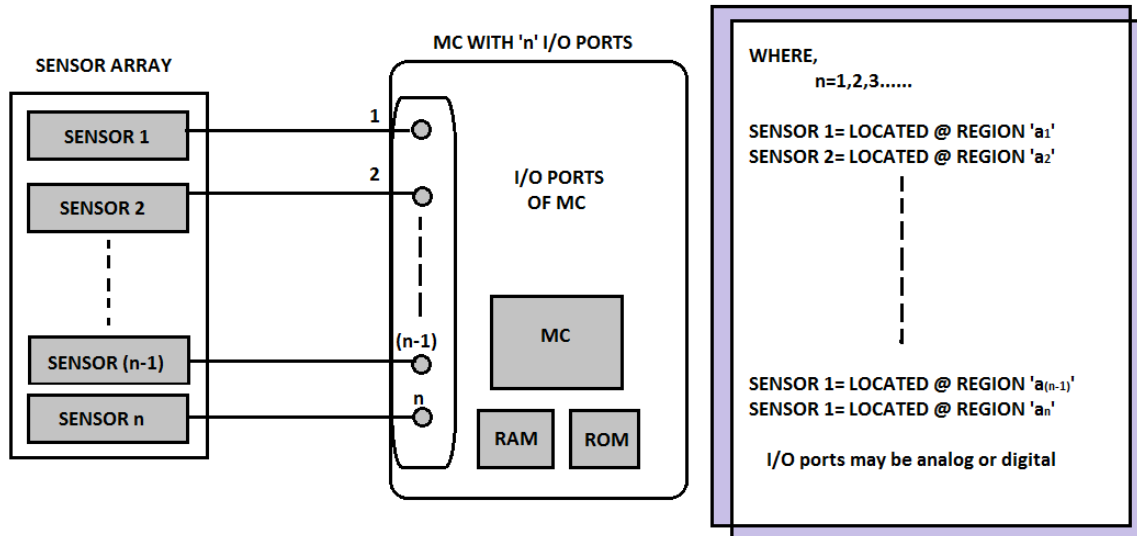 SENSOR ARRAY
SENSOR 1
SENSOR 2
SENSOR (n-1)
SENSOR n
MC WITH 'n' I/O PORTS
1
2
(n-1)
n
I/O PORTS
OF MC
MC
RAM
ROM
WHERE,
n=1,2,3......
SENSOR 1= LOCATED @ REGION 'a1'
SENSOR 2= LOCATED @ REGION 'a2'
SENSOR 1= LOCATED @ REGION 'a(n-1)'
SENSOR 1= LOCATED @ REGION 'an'
I/O ports may be analog or digital